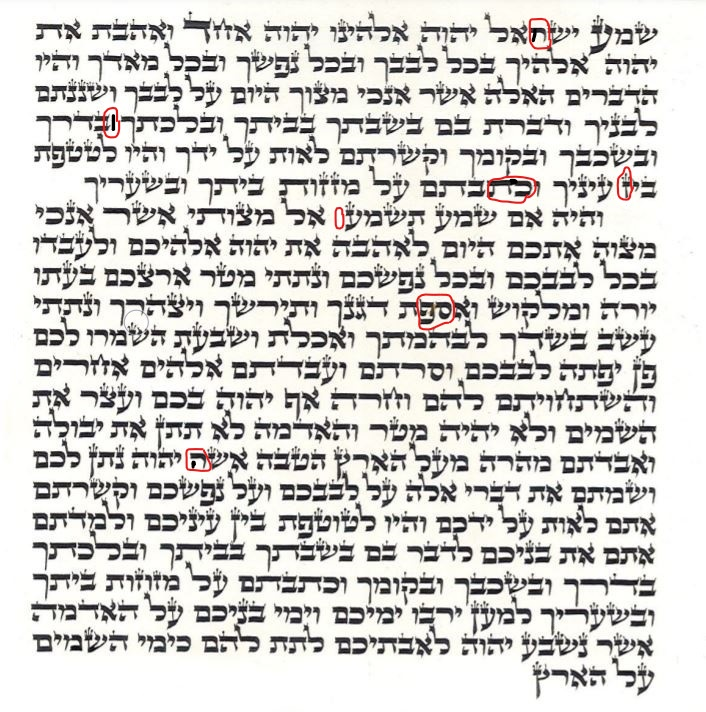 שמע ישתאל יהוה אלהינו יהוה אחד ואהבת את
יהוה אלהיך בכל לבבך ובכל נפשך ובכל מאדך והיו
הדברים האלה אשר אנכי מצוך היום על לבבך ושננתם
לבניך ודברת בם בשבתך בביתך ובלכתך ובדרך
ובשכבך ובקומך וקשרתם לאות על ידך והיו לטטפת
ביו עיניך וכתבתם על מזזות ביתך ובשעריך
והיה אם שמע תשמע אל מצותי אשר אנכי
מצוה אתכם היום לאהבה את יהוה אלהיכם ולעבדו
בכל לבבכם ובכל נפשכם ונתתי מטר ארצכם בעתו
יורה ומלקוש ואספת דגנך ותירשך ויצהרך ונתתי
עשב בשדך לבהמתך ואכלת ושבעת השמרו לכם
פן יפתה לבבכם וסרתם ועבדתם אלהים אחרים
והשתחויתם להם וחרה אף יהוה בכם ועצר את
השמים ולא יהיה מטר והאדמה לא תתן את יבולה
ואבדתם מהרה מעל הארץ הטבה אשה יהוה נתן לכם
ושמתם את דברי אלה על לבבכם ועל נפשכם וקשרתם
אתם לאות על ידכם והיו לטוטפת בין עיניכם ולמדתם
אתם את בניכם לדבר בם בשבתך בביתך ובלכתך
בדרך ובשכבך ובקומך וכתבתם על מזוזות ביתך
ובשעריך למען ירבו ימיכם וימי בניכם על האדמה
אשר נשבע יהוה לאבתיכם לתת להם כימי השמים
על הארץ